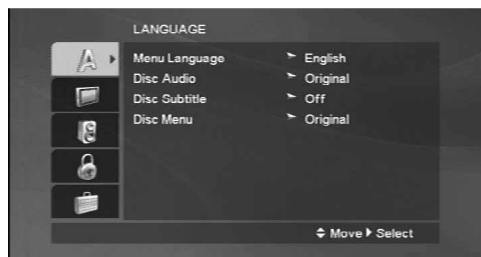 LANGUAGE
A
Menu Language English
Disc Audio Original
Disc Subtitle Off
Disc Menu Original
Move Select